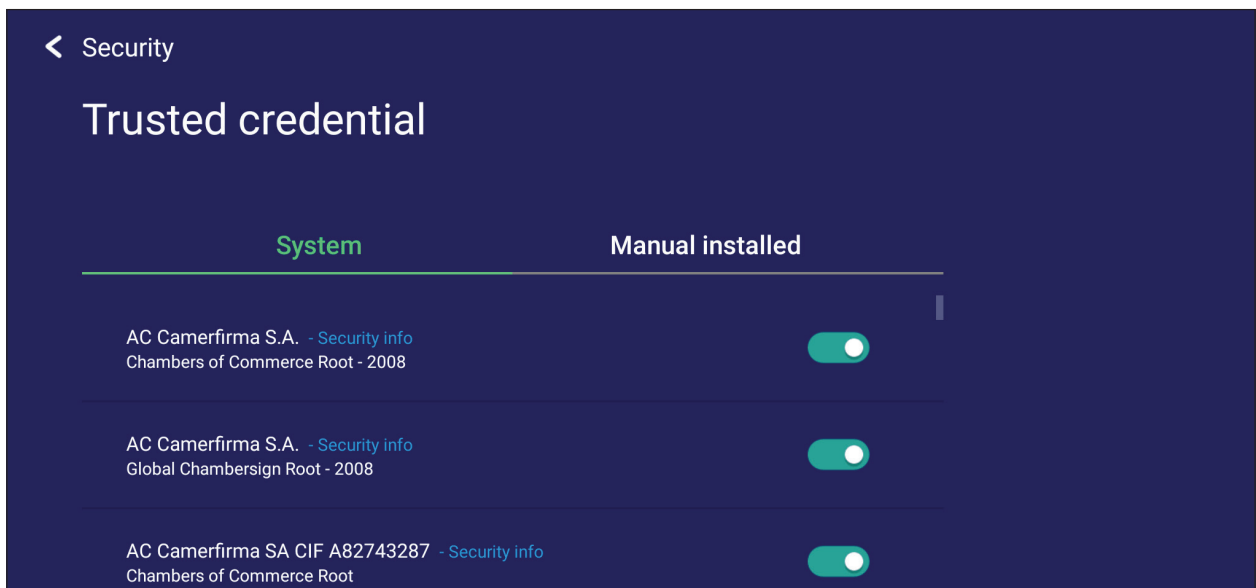 Security
Trusted credential
System Manual installed
AC Camerfirma S.A. - Security info
Chambers of Commerce Root - 2008
AC Camerfirma S.A. - Security info
Global Chambersign Root - 2008
AC Camerfirma SA CIF A82743287 - Security info
Chambers of Commerce Root